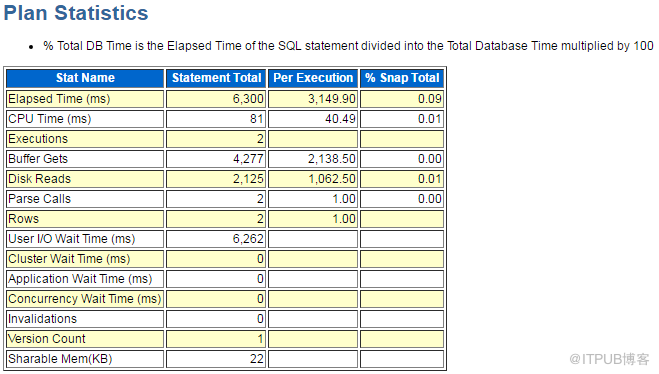 Plan Statistics
• % Total DB Time is the Elapsed Time of the SQL statement divided into the Total Database Time multiplied by 100
Stat Name Statement Total Per Execution % Snap Total
Elapsed Time (ms) 6,300 3,149.90 0.09
CPU Time (ms) 81 40.49 0.01
Executions 2
Buffer Gets 4,277 2,138.50 0.00
Disk Reads 2,125 1,062.50 0.01
Parse Calls 2 1.00 0.00
Rows 2 1.00
User I/O Wait Time (ms) 6,262
Cluster Wait Time (ms) 0
Application Wait Time (ms) 0
Concurrency Wait Time (ms) 0
Invalidations 0
Version Count 1
Sharable Mem(KB) 22
@ITPUB博客